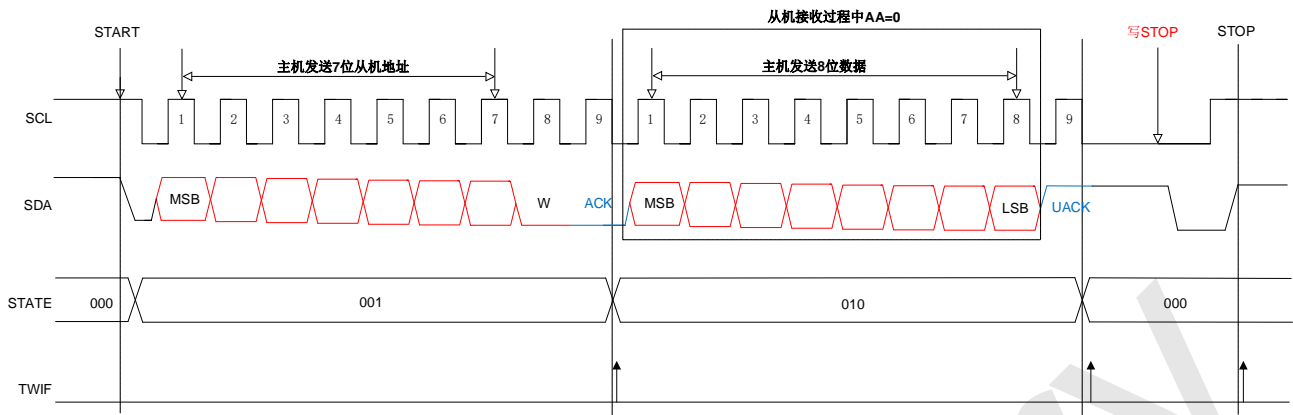 从机接收过程中AA=0
START
写STOP
STOP
主机发送7位从机地址
主机发送8位数据
SCL
1 2 3 4 5 6 7 8 9 1 2 3 4 5 6 7 8 9
SDA
MSB W ACK MSB LSB UACK
STATE 000 001 010 000
TWIF